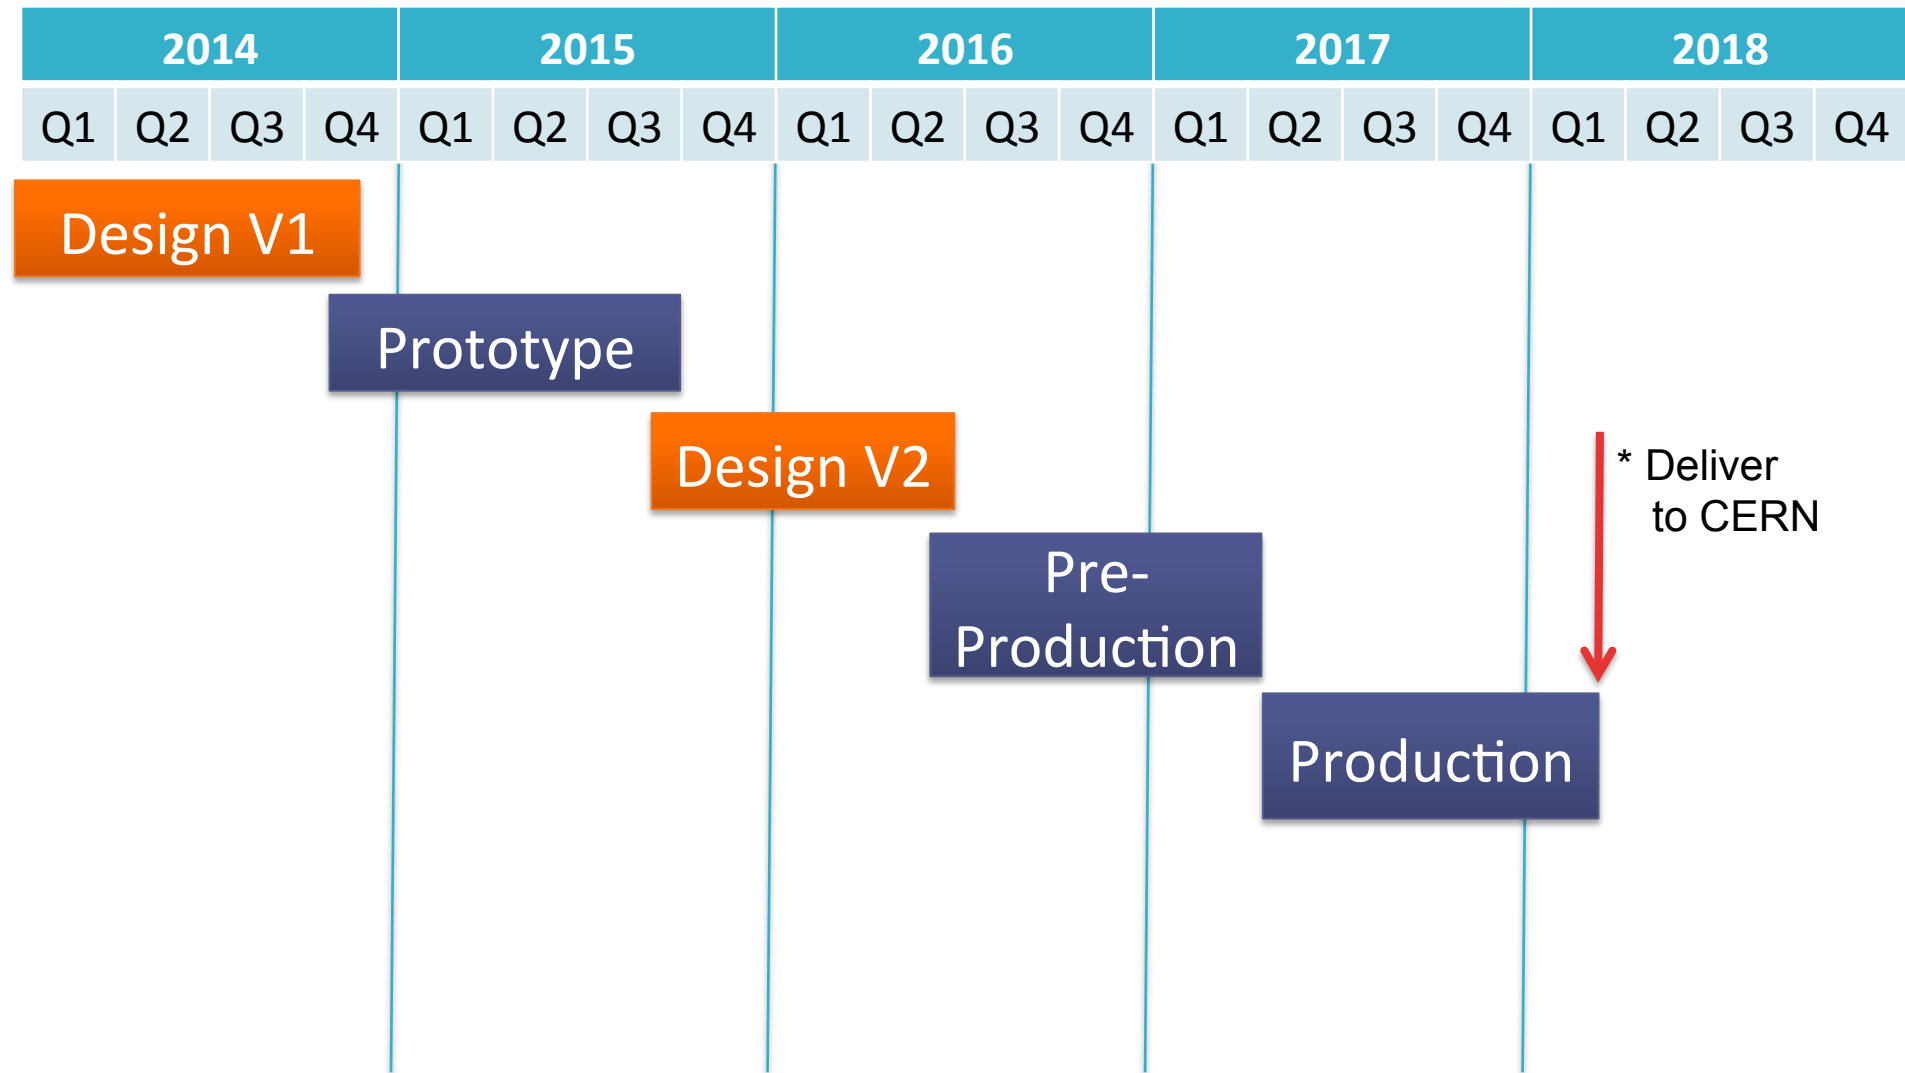 2014 2015 2016 2017 2018
Q1 Q2 Q3 Q4 Q1 Q2 Q3 Q4 Q1 Q2 Q3 Q4 Q1 Q2 Q3 Q4 Q1 Q2 Q3 Q4
Design V1
Prototype
Design V2
* Deliver
to CERN
Pre-
Production
Production